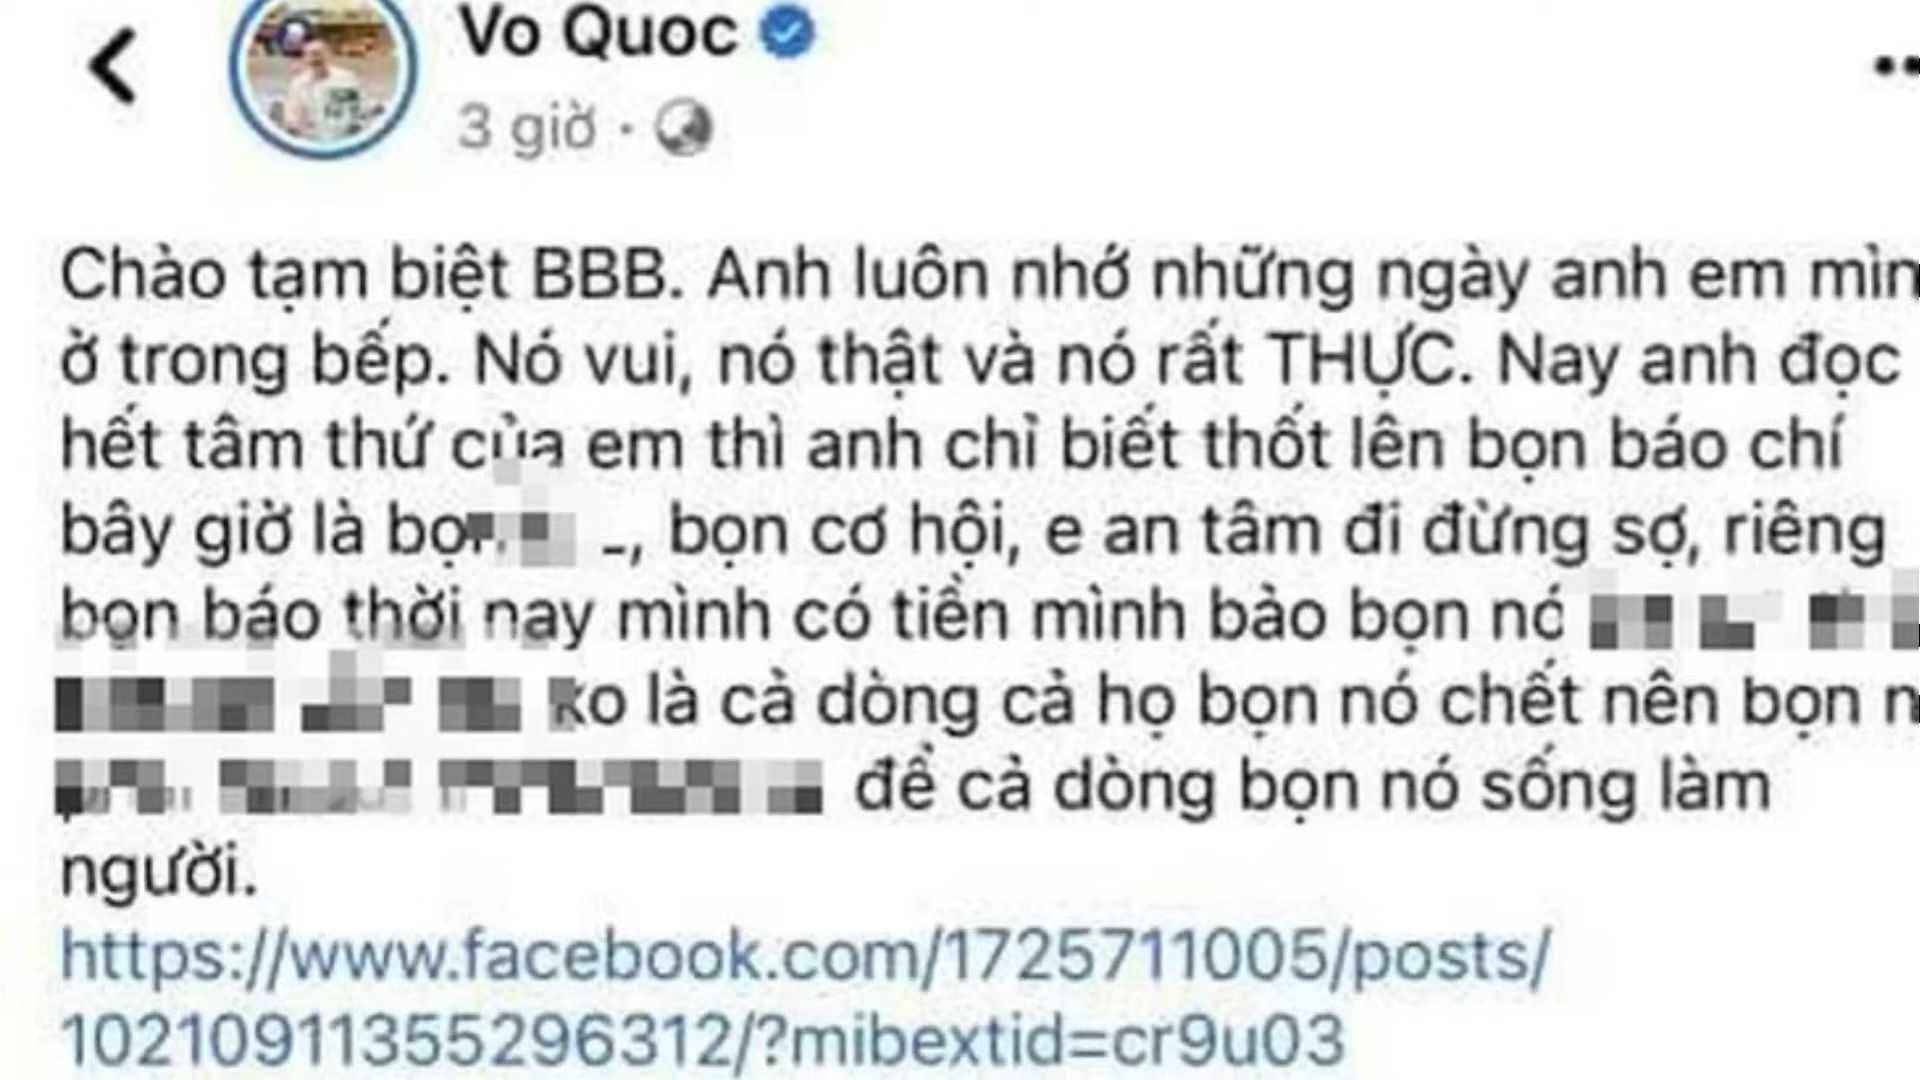 Vo Quoc
3 giờ ·
Chào tạm biệt BBB. Anh luôn nhớ những ngày anh em mìn
ở trong bếp. Nó vui, nó thật và nó rất THỰC. Nay anh đọc
hết tâm thứ của em thì anh chỉ biết thốt lên bọn báo chí
bây giờ là bọn , bọn cơ hội, e an tâm đi đừng sợ, riêng
bọn báo thời nay mình có tiền mình bảo bọn nó
ko là cả dòng cả họ bọn nó chết nên bọn n
để cả dòng bọn nó sống làm
người.
https://www.facebook.com/1725711005/posts/
10210911355296312/?mibextid=cr9u03